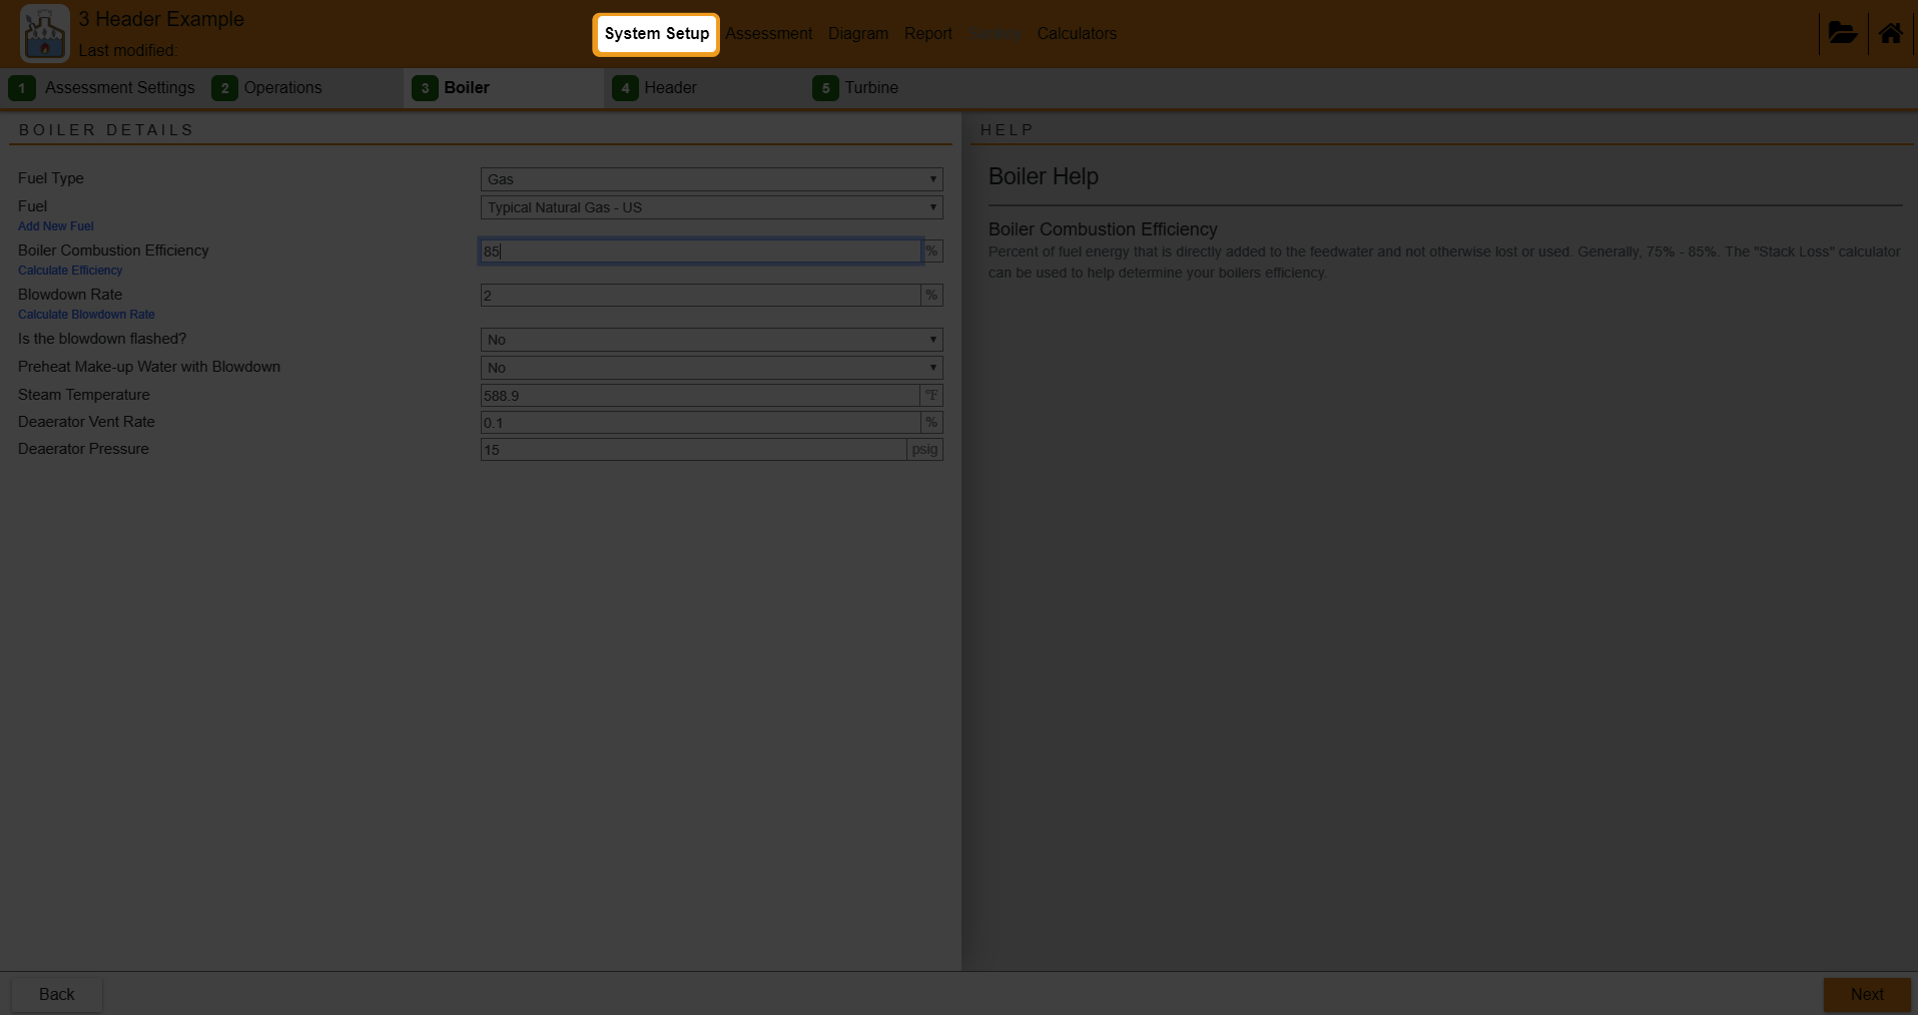 3 Header Example
Last modified:
System Setup
Assessment
Diagram
Report
Calculators
1 Assessment Settings
2 Operations
3 Boiler
4 Header
5 Turbine
BOILER DETAILS
Fuel Type
Gas
Fuel
Typical Natural Gas - US
Add New Fuel
Boiler Combustion Efficiency
85 %
Calculate Efficiency
Blowdown Rate
2 %
Calculate Blowdown Rate
Is the blowdown flashed?
No
Preheat Make-up Water with Blowdown
No
Steam Temperature
588.9 °F
Deaerator Vent Rate
0.1 %
Deaerator Pressure
15 psig
HELP
Boiler Help
Boiler Combustion Efficiency
Percent of fuel energy that is directly added to the feedwater and not otherwise lost or used. Generally, 75% - 85%. The "Stack Loss" calculator
can be used to help determine your boilers efficiency.
Back
Next